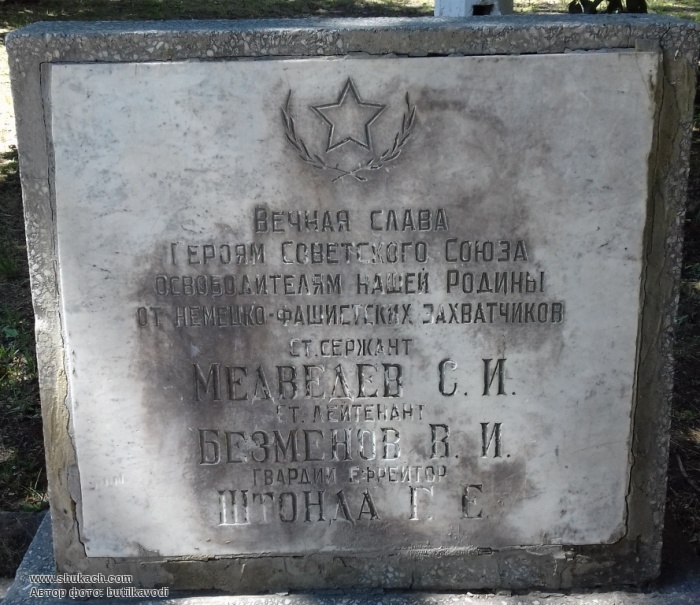 Вечная слава
Героям Советского Союза
освободителям нашей Родины
от немецко-фашистских захватчиков
ст. сержант
Медведев С. И.
ст. лейтенант
Безменов В. И.
гвардии ефрейтор
Штонда Г. Е.
www.shukach.com
Автор фото: butilkavodi